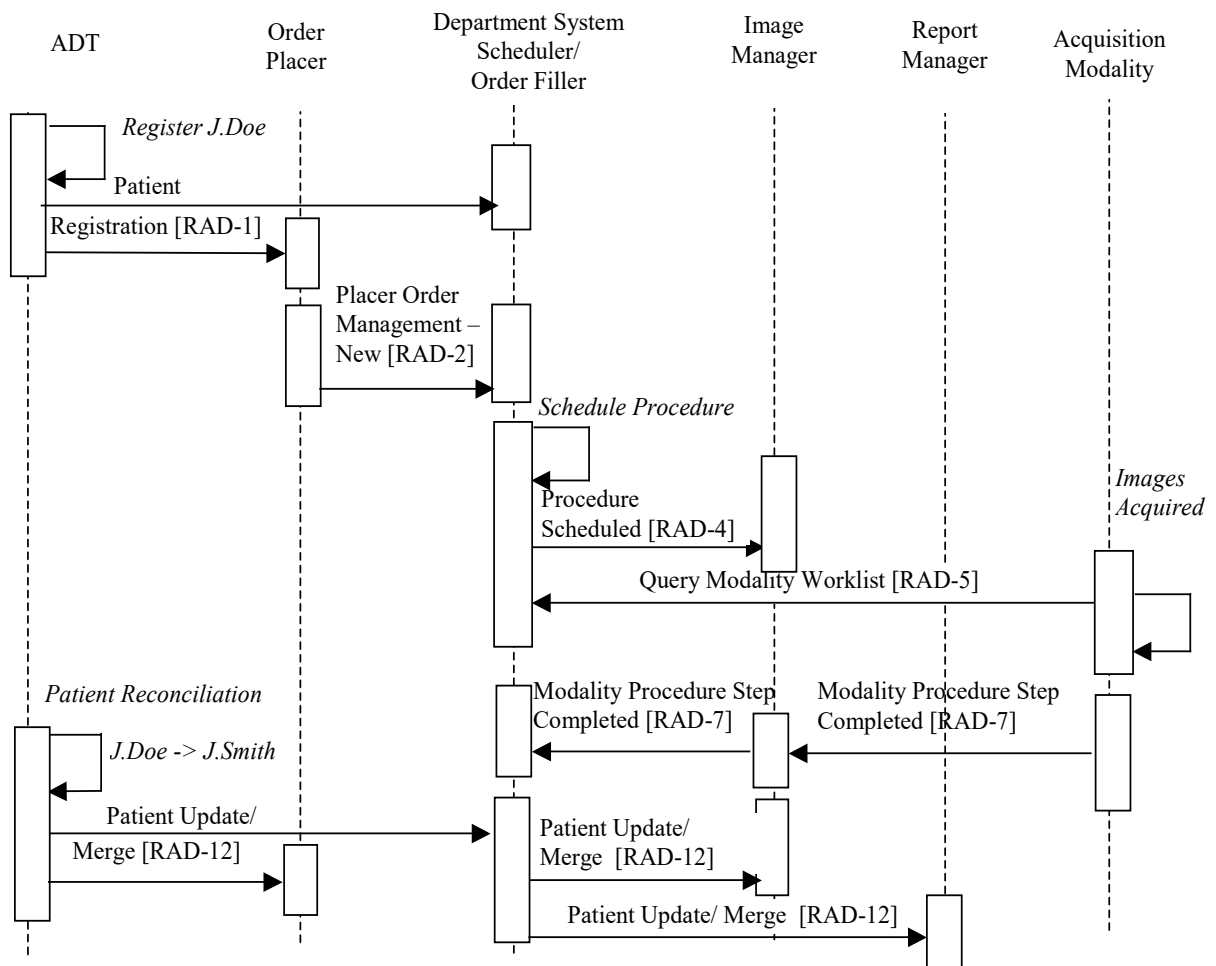 ADT
Order
Placer
Department System
Scheduler/
Order Filler
Image
Manager
Report
Manager
Acquisition
Modality
Register J.Doe
Patient
Registration [RAD-1]
Placer Order
Management –
New [RAD-2]
Schedule Procedure
Procedure
Scheduled [RAD-4]
Images
Acquired
Query Modality Worklist [RAD-5]
Modality Procedure Step
Completed [RAD-7]
Modality Procedure Step
Completed [RAD-7]
Patient Reconciliation
J.Doe -> J.Smith
Patient Update/
Merge [RAD-12]
Patient Update/
Merge [RAD-12]
Patient Update/ Merge [RAD-12]